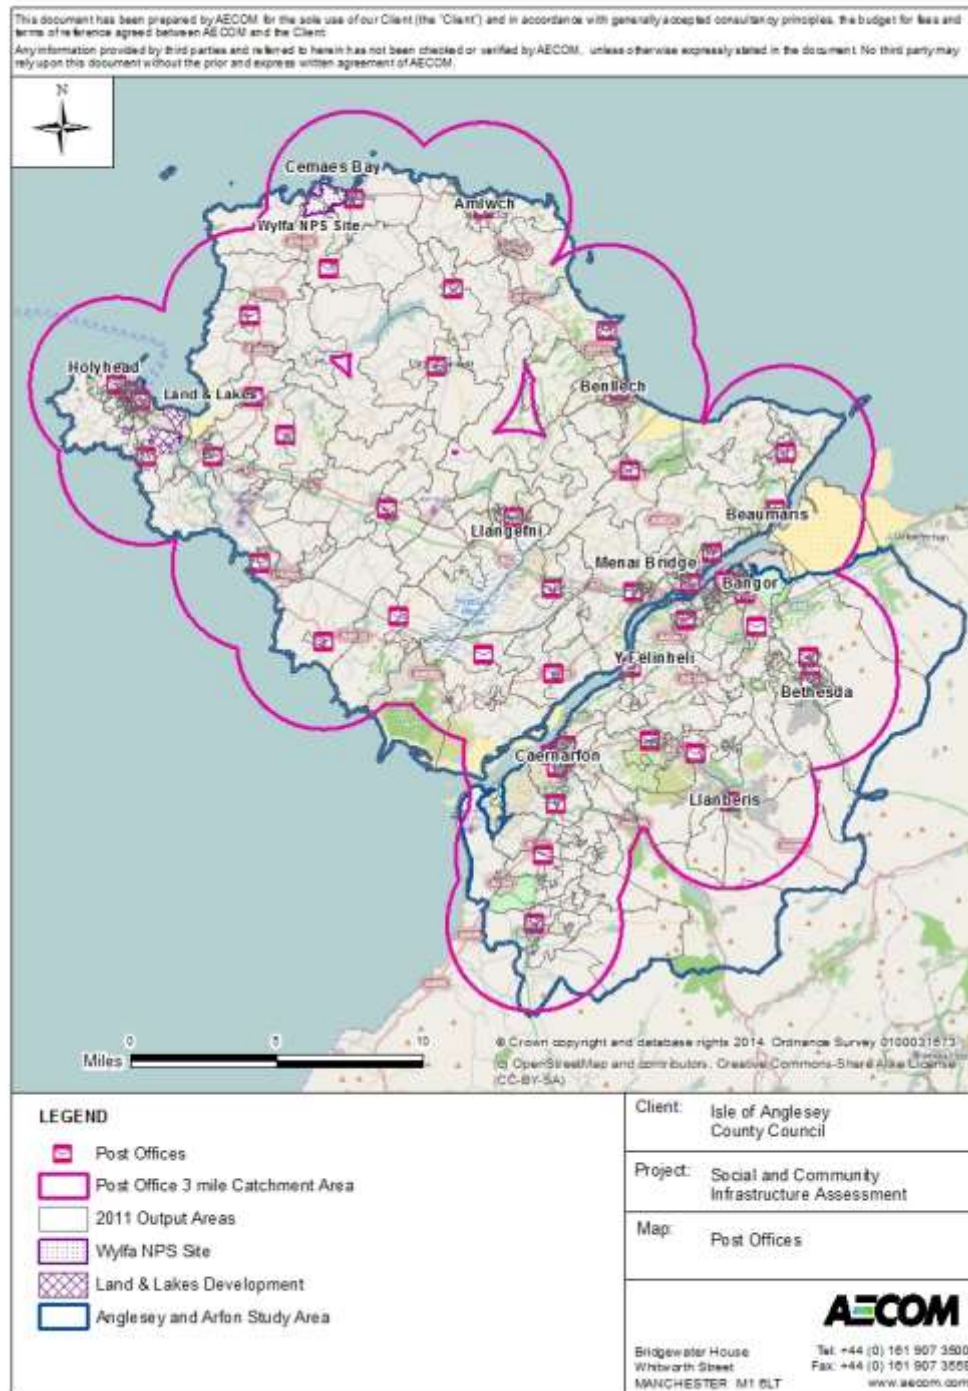 This document has been prepared by AECOM for the sole use of our Client (the "Client") and in accordance with generally accepted consultancy principles, the budget for fees and
terms of reference agreed between AECOM and the Client.
Any information provided by third parties and referred to herein has not been checked or verified by AECOM, unless otherwise expressly stated in the document. No third party may
rely upon this document without the prior and express written agreement of AECOM.
N
Cemaes Bay
Amlwch
Wylfa NPS Site
Holyhead
Land & Lakes
Benllech
Llangefni
Beaumaris
Menai Bridge
Bangor
Y Felinheli
Bethesda
Caernarfon
Llanberis
0 5 10
Miles
© Crown copyright and database rights 2014. Ordnance Survey 0100031673
(c) OpenStreetMap and contributors, Creative Commons-Share Alike License
(CC-BY-SA)
LEGEND
Post Offices
Post Office 3 mile Catchment Area
2011 Output Areas
Wylfa NPS Site
Land & Lakes Development
Anglesey and Arfon Study Area
Client: Isle of Anglesey
County Council
Project: Social and Community
Infrastructure Assessment
Map: Post Offices
AECOM
Bridgewater House
Whitworth Street
MANCHESTER M1 6LT
Tel: +44 (0) 161 907 3500
Fax: +44 (0) 161 907
www.aecom.com